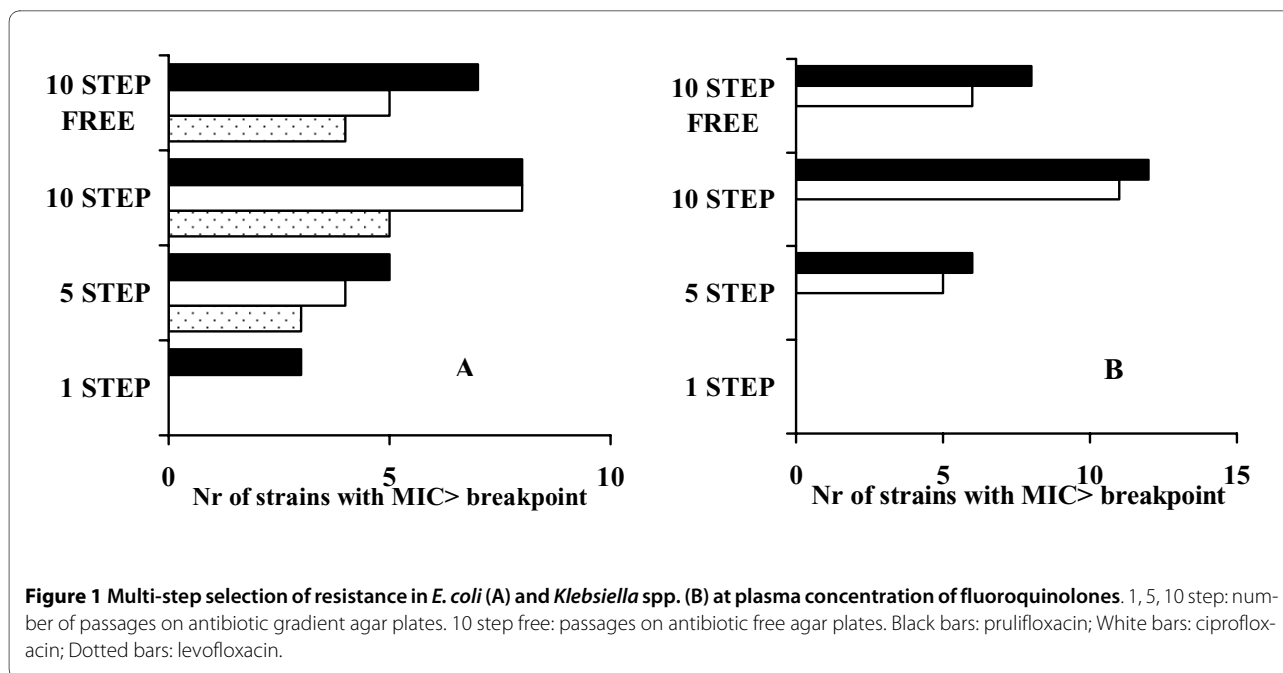 10 STEP
FREE
10 STEP
5 STEP
1 STEP
A
0 5 10
Nr of strains with MIC> breakpoint
10 STEP
FREE
10 STEP
5 STEP
1 STEP
B
0 5 10 15
Nr of strains with MIC> breakpoint
Figure 1 Multi-step selection of resistance in E. coli (A) and Klebsiella spp. (B) at plasma concentration of fluoroquinolones. 1, 5, 10 step: num-
ber of passages on antibiotic gradient agar plates. 10 step free: passages on antibiotic free agar plates. Black bars: prulifloxacin; White bars: ciproflox-
acin; Dotted bars: levofloxacin.